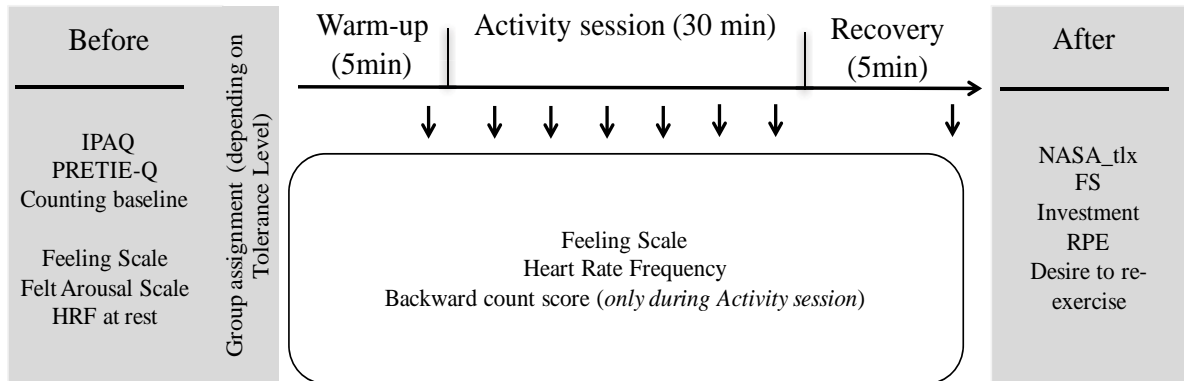 Before
IPAQ
PRETIE-Q
Counting baseline
Feeling Scale
Felt Arousal Scale
HRF at rest
Group assignment (depending on
Tolerance Level)
Warm-up
(5min)
Activity session (30 min)
Recovery
(5min)
Feeling Scale
Heart Rate Frequency
Backward count score (only during Activity session)
After
NASA_tlx
FS
Investment
RPE
Desire to re-
exercise